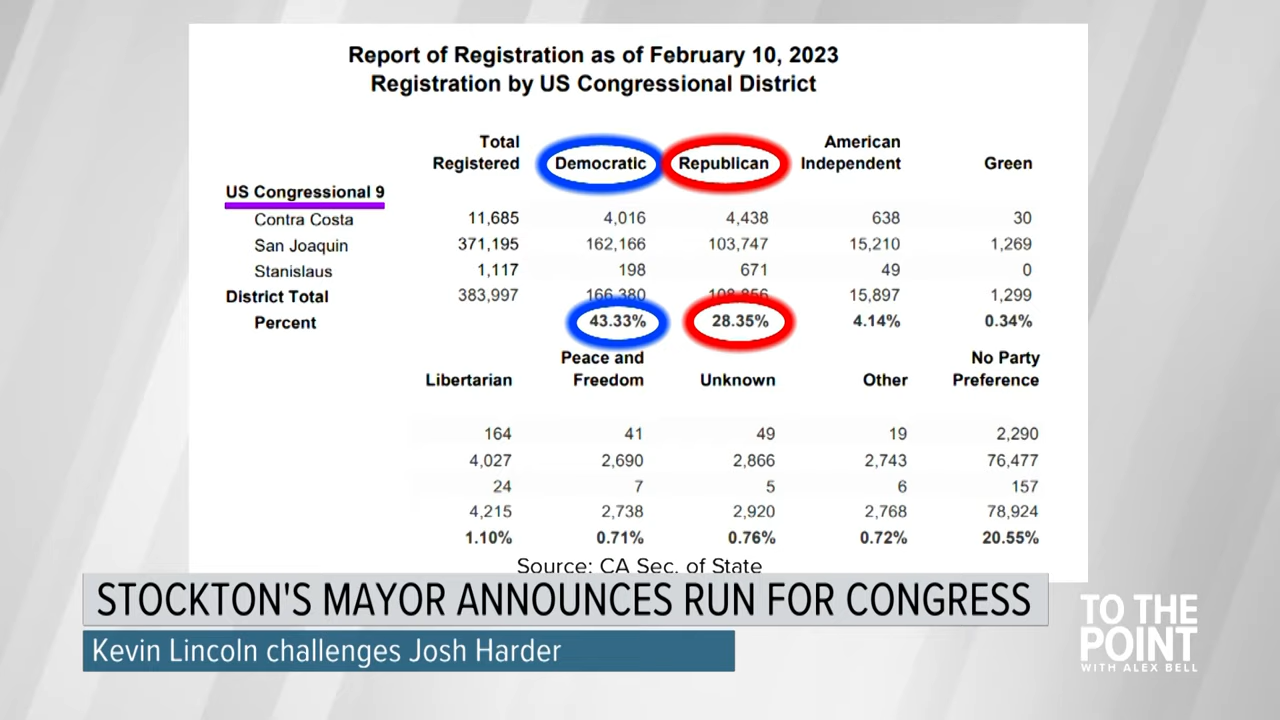 Report of Registration as of February 10, 2023
Registration by US Congressional District
Total Registered Democratic Republican American Independent Green
US Congressional 9
Contra Costa 11,685 4,016 4,438 638 30
San Joaquin 371,195 162,166 103,747 15,210 1,269
Stanislaus 1,117 198 671 49 0
District Total 383,997 166,380 108,856 15,897 1,299
Percent 43.33% 28.35% 4.14% 0.34%
Libertarian Peace and Freedom Unknown Other No Party Preference
164 41 49 19 2,290
4,027 2,690 2,866 2,743 76,477
24 7 5 6 157
4,215 2,738 2,920 2,768 78,924
1.10% 0.71% 0.76% 0.72% 20.55%
Source: CA Sec. of State
STOCKTON'S MAYOR ANNOUNCES RUN FOR CONGRESS
Kevin Lincoln challenges Josh Harder
TO THE
POINT
WITH ALEX BELL